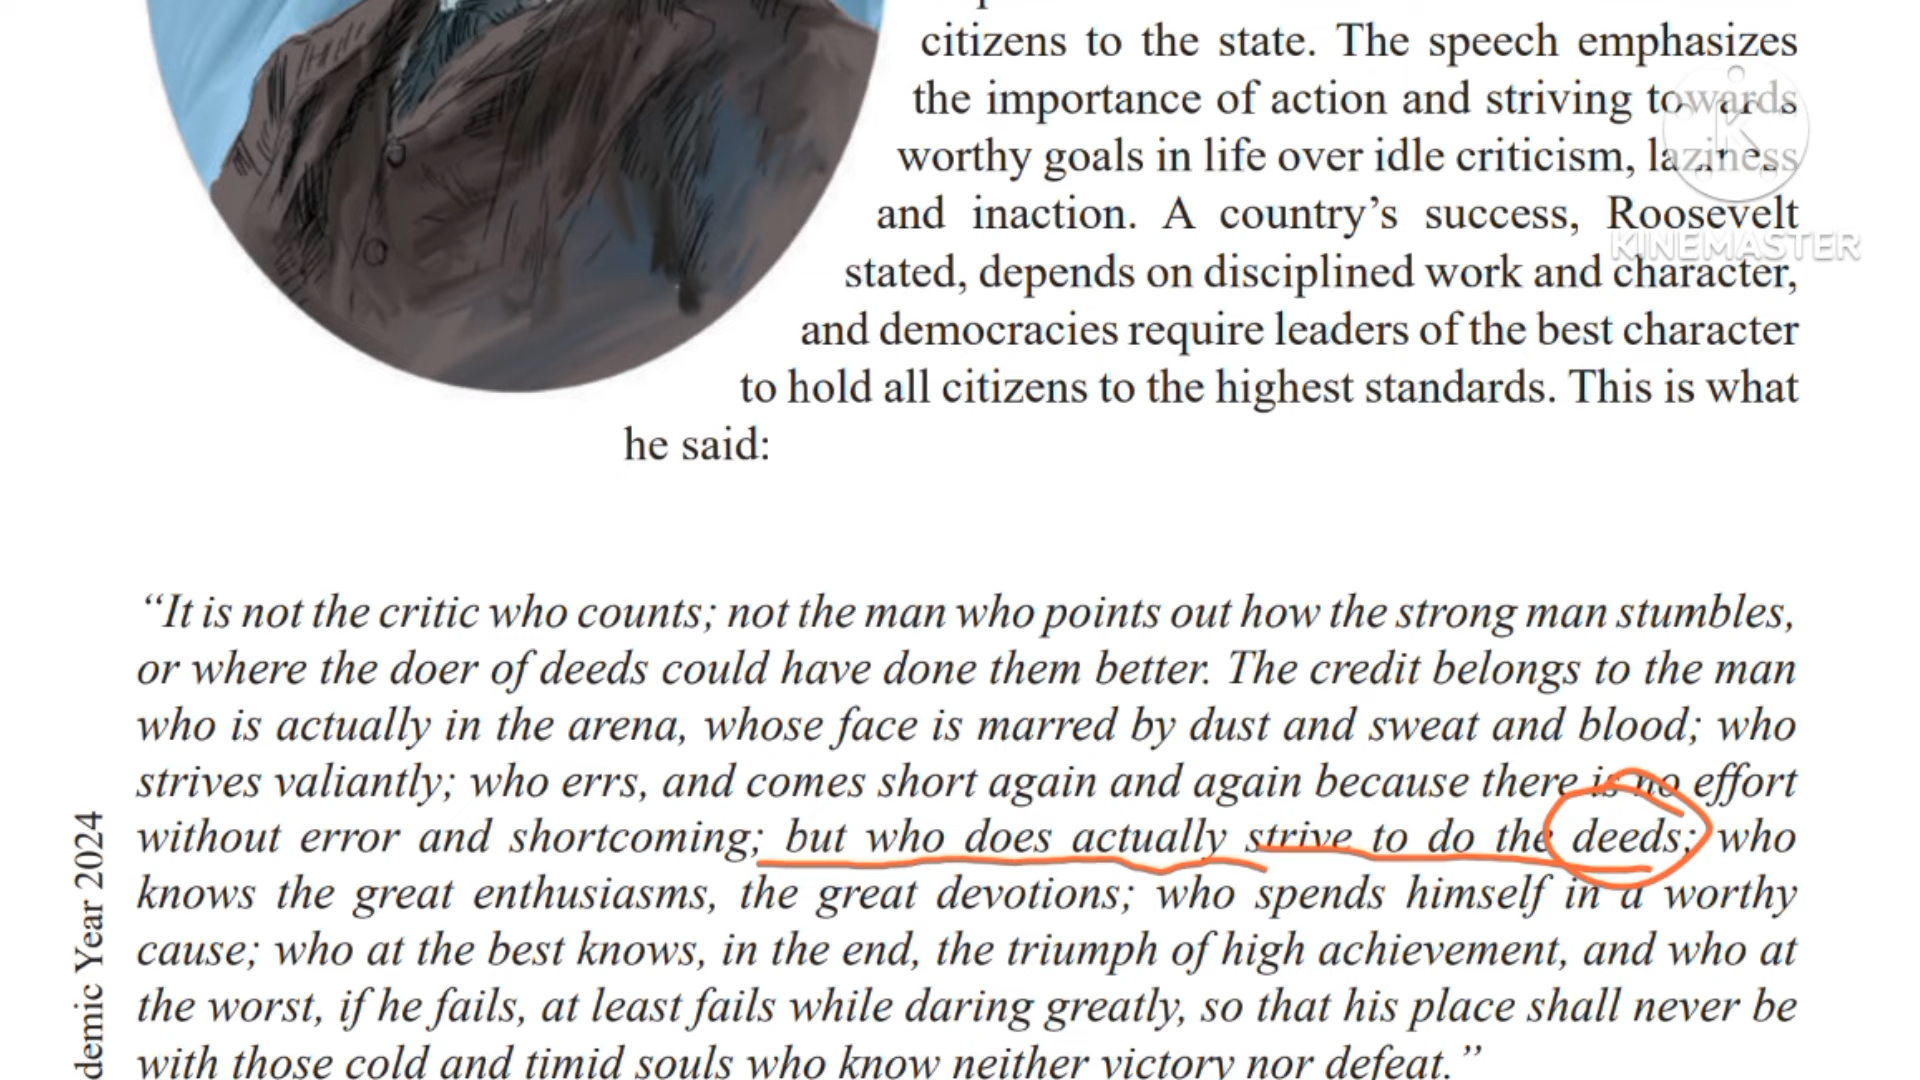 citizens to the state. The speech emphasizes
the importance of action and striving towards
worthy goals in life over idle criticism, laziness
and inaction. A country’s success, Roosevelt
KINEMASTER
stated, depends on disciplined work and character,
and democracies require leaders of the best character
to hold all citizens to the highest standards. This is what
he said:
“It is not the critic who counts; not the man who points out how the strong man stumbles,
or where the doer of deeds could have done them better. The credit belongs to the man
who is actually in the arena, whose face is marred by dust and sweat and blood; who
strives valiantly; who errs, and comes short again and again because there is no effort
without error and shortcoming; but who does actually strive to do the deeds; who
knows the great enthusiasms, the great devotions; who spends himself in a worthy
cause; who at the best knows, in the end, the triumph of high achievement, and who at
the worst, if he fails, at least fails while daring greatly, so that his place shall never be
with those cold and timid souls who know neither victory nor defeat.”
demic Year 2024